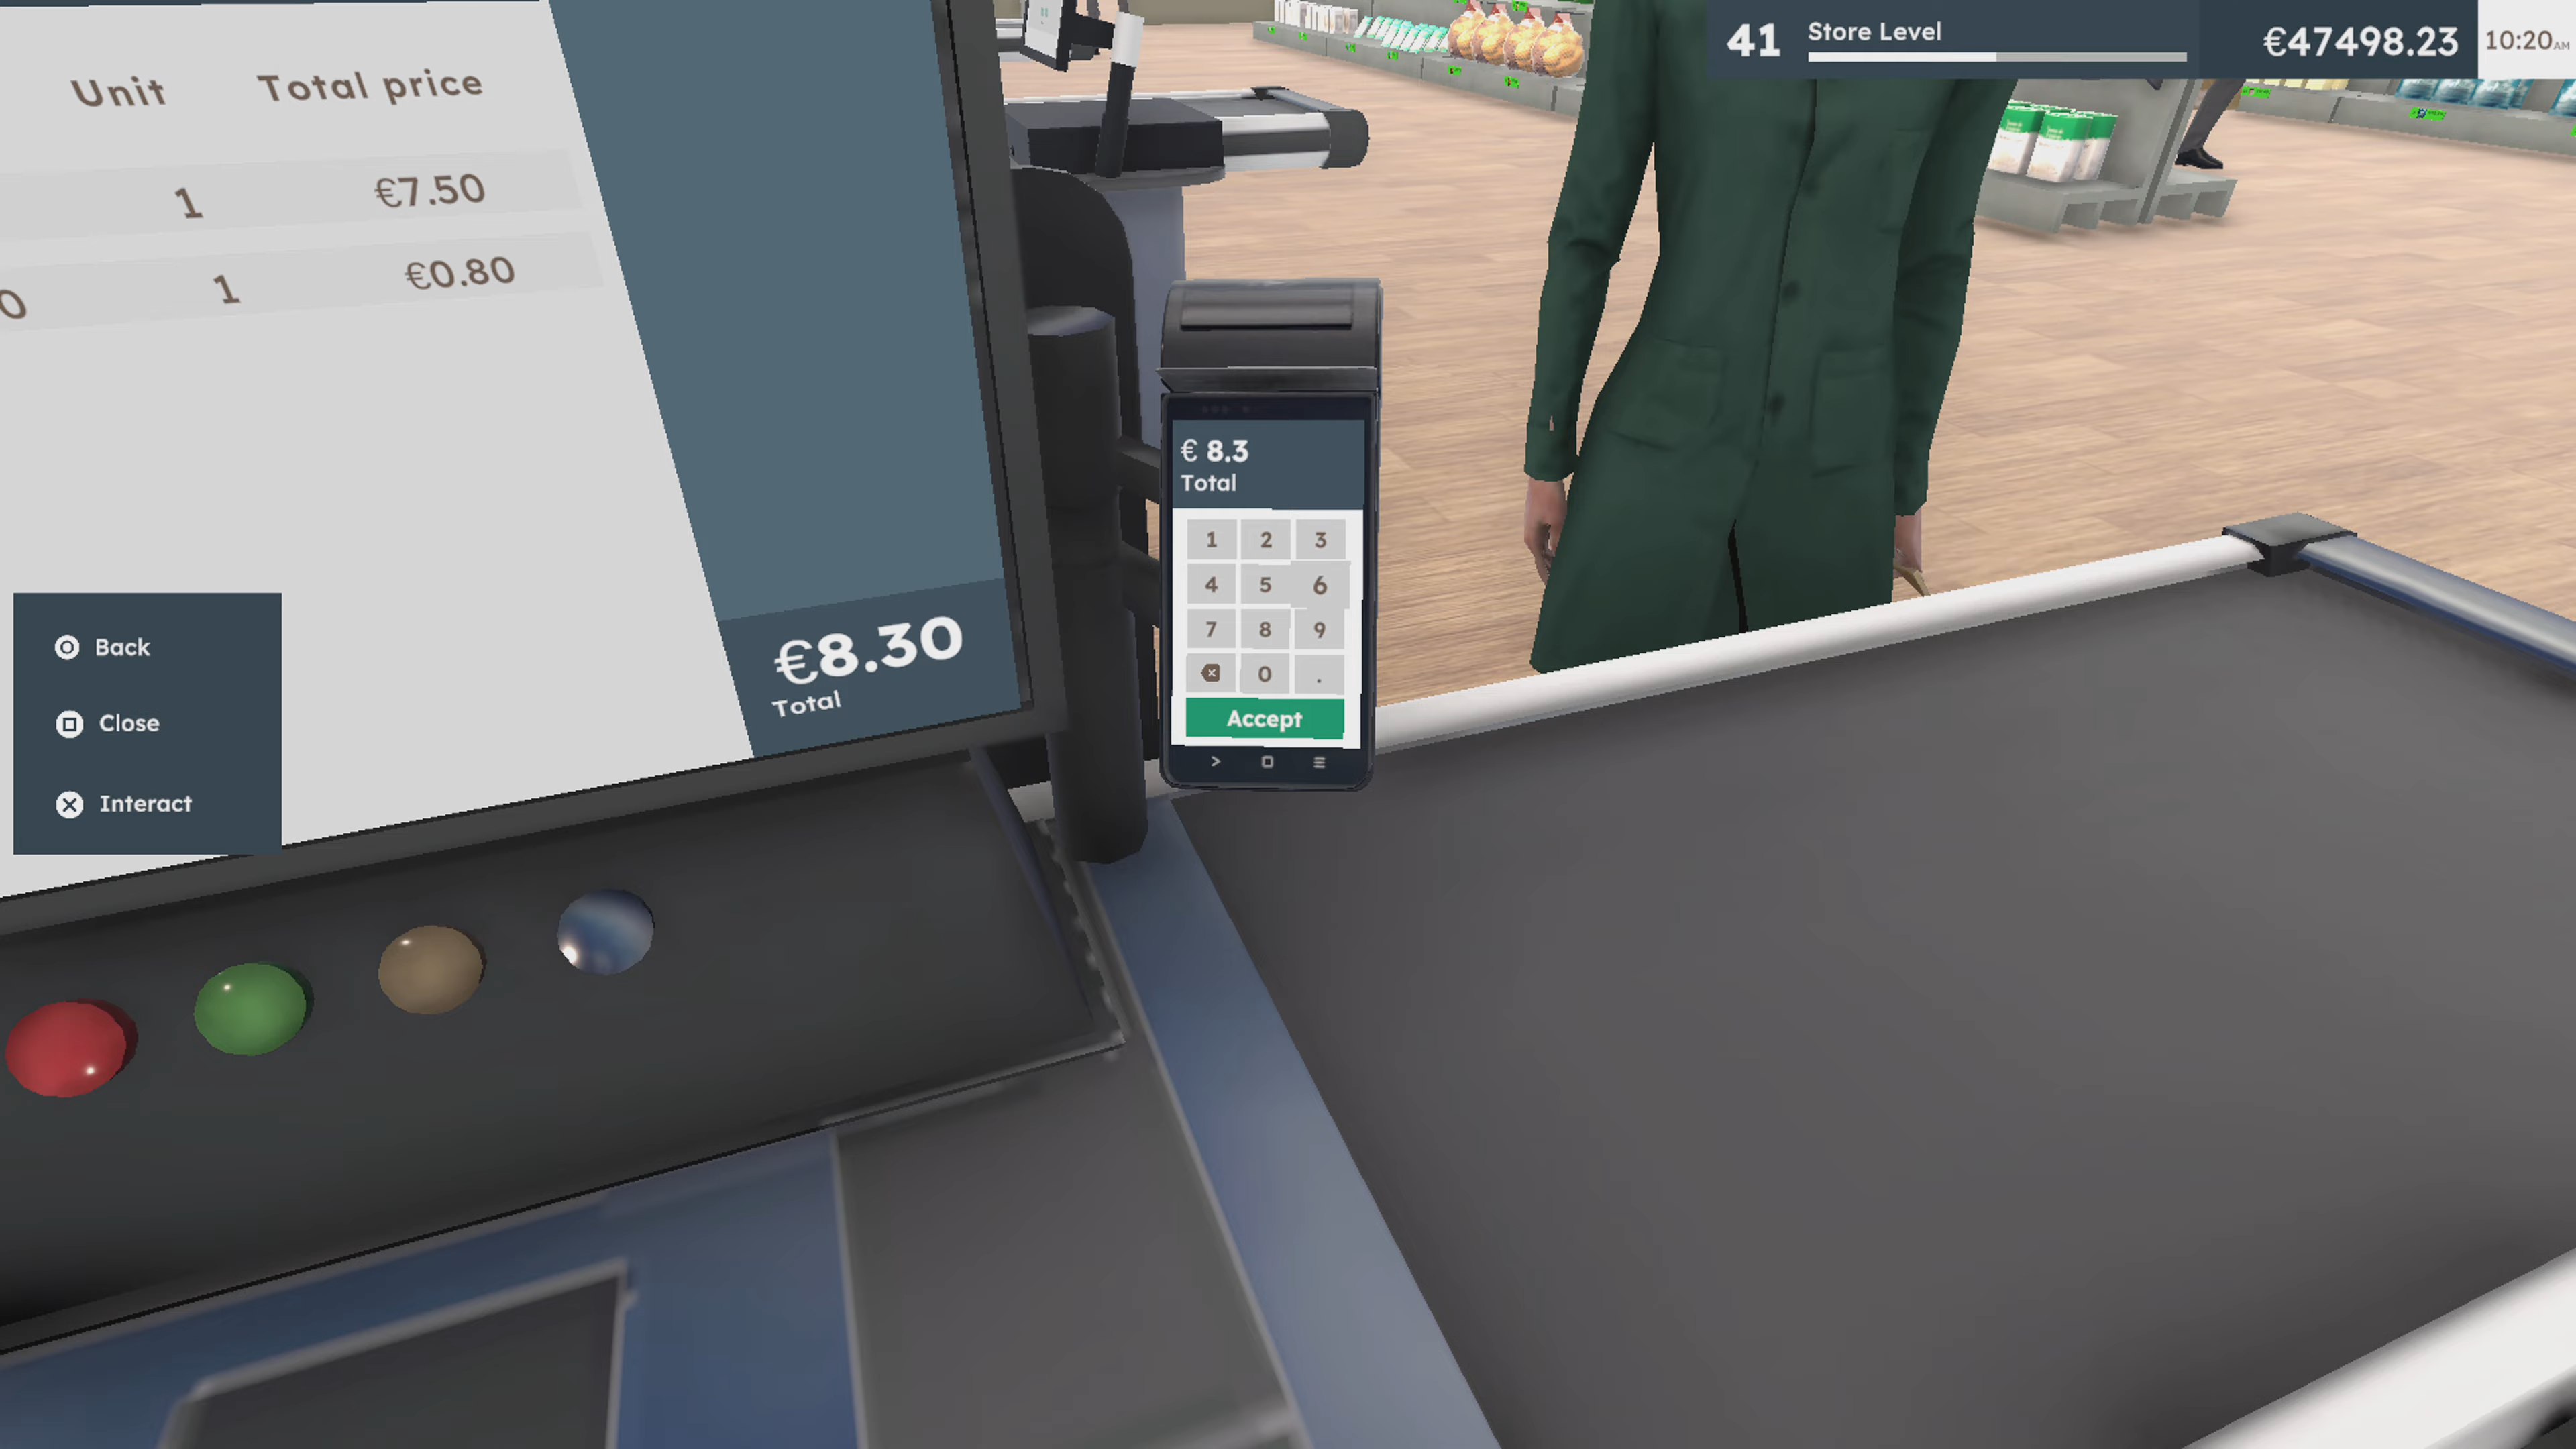 Unit Total price
1 €7.50
0 1 €0.80
€8.30
Total
Back
Close
Interact
€ 8.3
Total
1 2 3
4 5 6
7 8 9
0 .
Accept
41 Store Level €47498.23 10:20AM